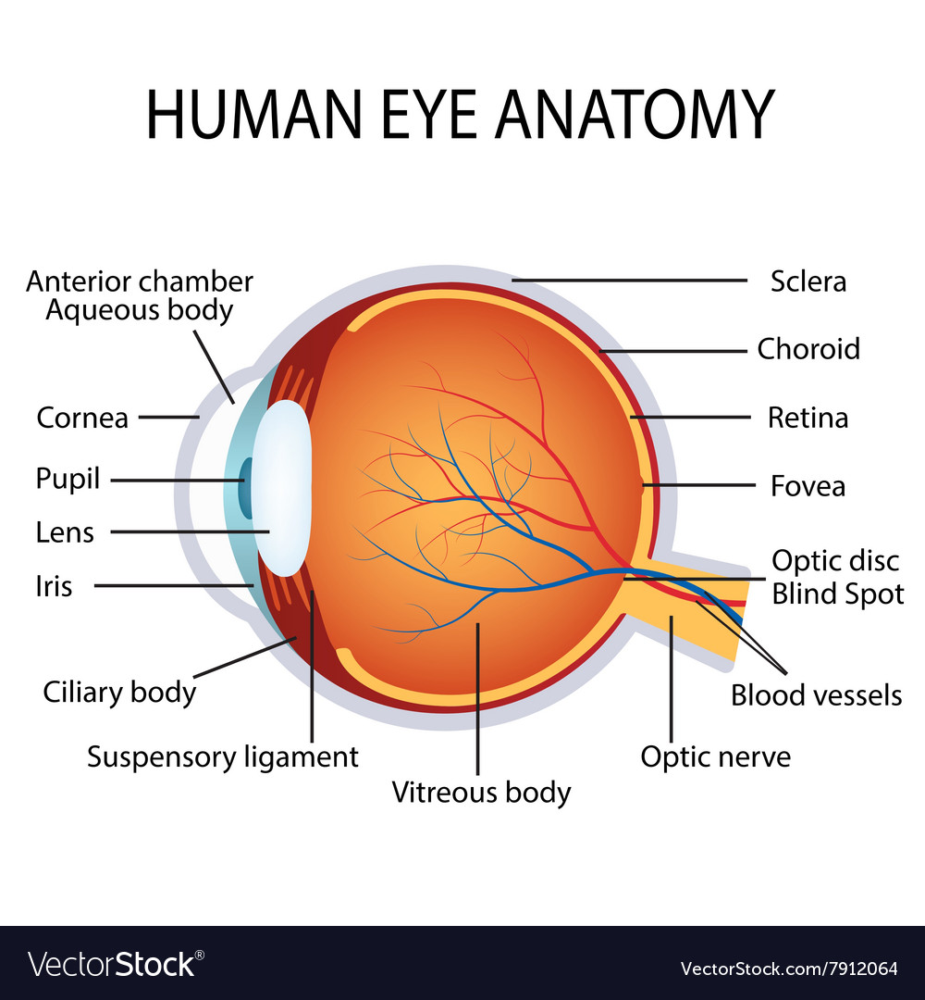 HUMAN EYE ANATOMY
Anterior chamber
Aqueous body
Cornea
Pupil
Lens
Iris
Ciliary body
Suspensory ligament
Vitreous body
Sclera
Choroid
Retina
Fovea
Optic disc
Blind Spot
Blood vessels
Optic nerve
VectorStock®
VectorStock.com/7912064